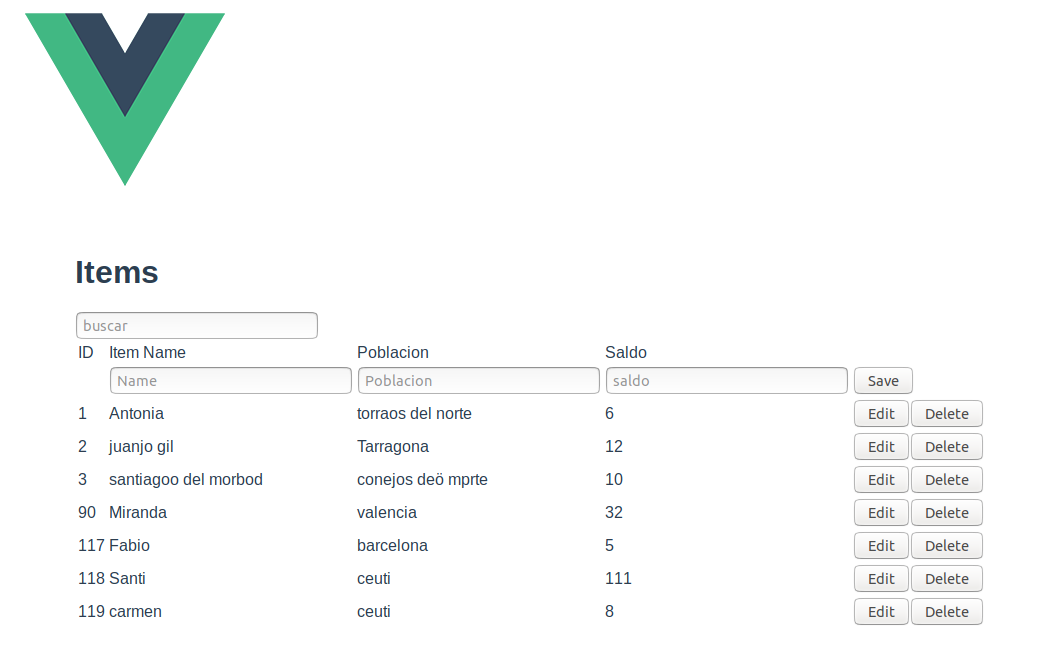 Items
buscar
ID Item Name Poblacion Saldo
Name Poblacion saldo Save
1 Antonia torraos del norte 6 Edit Delete
2 juanjo gil Tarragona 12 Edit Delete
3 santiagoo del morbod conejos deö mprte 10 Edit Delete
90 Miranda valencia 32 Edit Delete
117 Fabio barcelona 5 Edit Delete
118 Santi ceuti 111 Edit Delete
119 carmen ceuti 8 Edit Delete